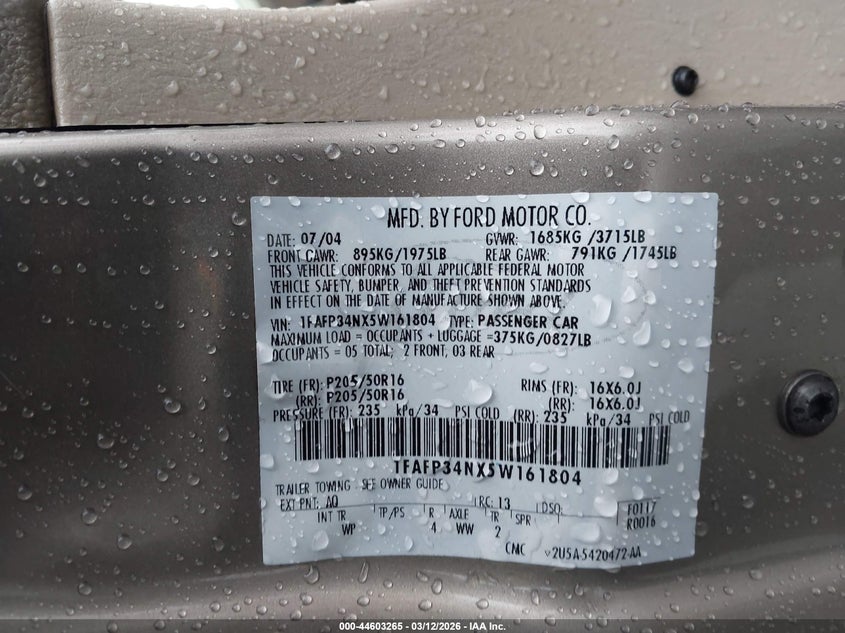 MFD. BY FORD MOTOR CO.
DATE: 07/04 GVWR: 1685KG /3715LB
FRONT GAWR: 895KG/1975LB REAR GAWR: 791KG /1745LB
THIS VEHICLE CONFORMS TO ALL APPLICABLE FEDERAL MOTOR
VEHICLE SAFETY, BUMPER, AND THEFT PREVENTION STANDARDS
IN EFFECT ON THE DATE OF MANUFACTURE SHOWN ABOVE.
VIN: 1FAFP34NX5W161804 TYPE: PASSENGER CAR
MAXIMUM LOAD = OCCUPANTS + LUGGAGE =375KG/0827LB
OCCUPANTS = 05 TOTAL; 2 FRONT, 03 REAR
TIRE (FR): P205/50R16 RIMS (FR): 16X6.0J
(RR): P205/50R16 (RR): 16X6.0J
PRESSURE (FR): 235 kPa/34 PSI COLD (RR): 235 kPa/34 PSI COLD
1FAFP34NX5W161804
TRAILER TOWING SEE OWNER GUIDE
EXT PNT: AQ RC: 13 DSO: F0117
INT TR TP/PS R AXLE TR SPR R0016
WP 4 WW 2
CMC v2U5A-5420472-AA
000-44603265 - 03/12/2026 - IAA Inc.